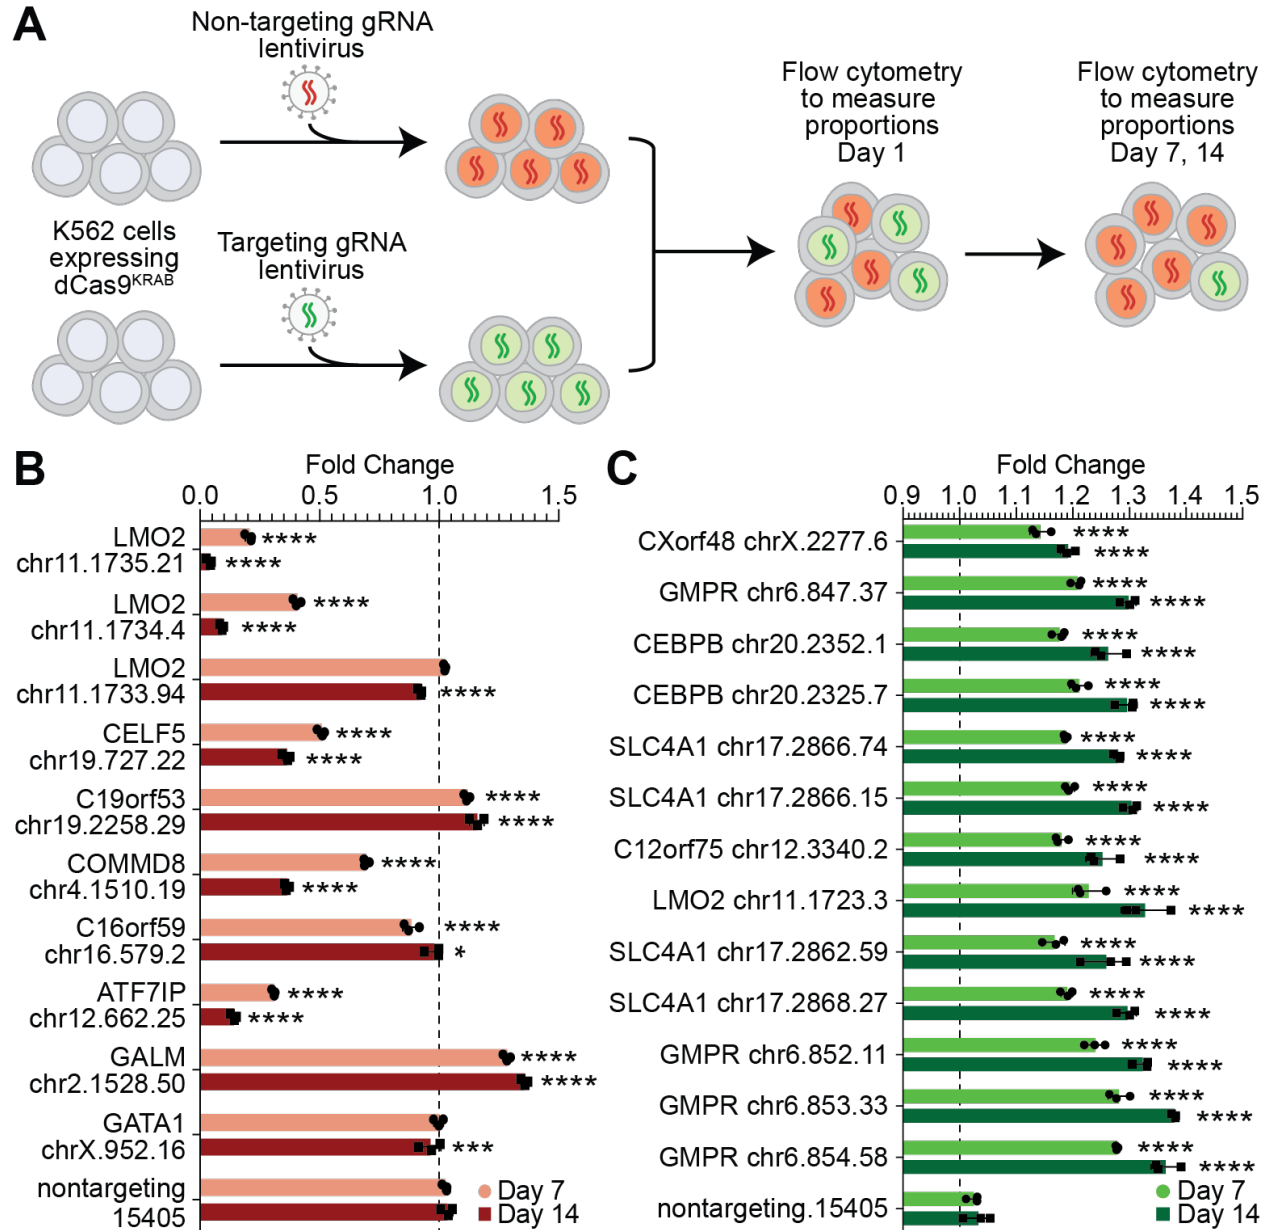 A
Non-targeting gRNA
lentivirus
K562 cells
expressing
dCas9KRAB
Targeting gRNA
lentivirus
Flow cytometry
to measure
proportions
Day 1
Flow cytometry
to measure
proportions
Day 7, 14
B
Fold Change
0.0 0.5 1.0 1.5
LMO2
chr11.1735.21
****
****
LMO2
chr11.1734.4
****
****
LMO2
chr11.1733.94
****
CELF5
chr19.727.22
****
****
C19orf53
chr19.2258.29
****
****
COMMD8
chr4.1510.19
****
****
C16orf59
chr16.579.2
****
*
ATF7IP
chr12.662.25
****
****
GALM
chr2.1528.50
****
****
GATA1
chrX.952.16
***
nontargeting
15405
Day 7
Day 14
C
Fold Change
0.9 1.0 1.1 1.2 1.3 1.4 1.5
CXorf48 chrX.2277.6
****
****
GMPR chr6.847.37
****
****
CEBPB chr20.2352.1
****
****
CEBPB chr20.2325.7
****
****
SLC4A1 chr17.2866.74
****
****
SLC4A1 chr17.2866.15
****
****
C12orf75 chr12.3340.2
****
****
LMO2 chr11.1723.3
****
****
SLC4A1 chr17.2862.59
****
****
SLC4A1 chr17.2868.27
****
****
GMPR chr6.852.11
****
****
GMPR chr6.853.33
****
****
GMPR chr6.854.58
****
****
nontargeting.15405
Day 7
Day 14